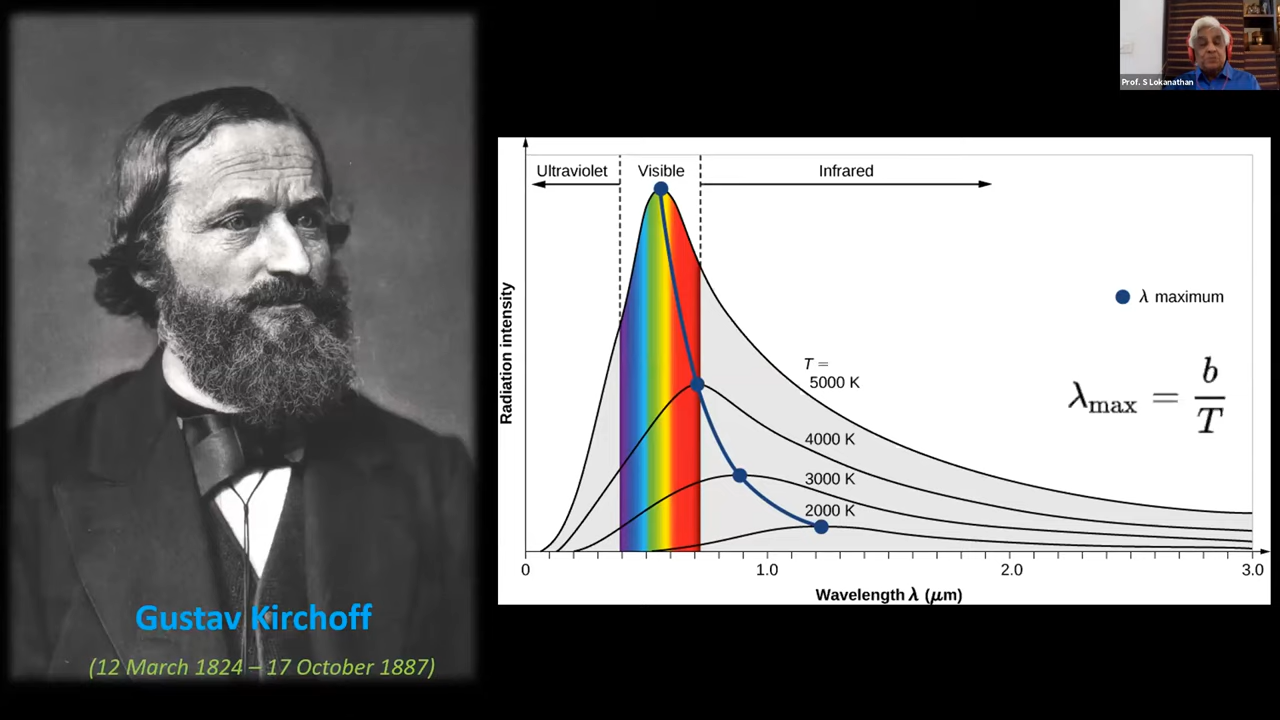 Prof. S Lokanathan
Gustav Kirchoff
(12 March 1824 – 17 October 1887)
Ultraviolet
Visible
Infrared
Radiation intensity
λ maximum
T =
5000 K
4000 K
3000 K
2000 K
λmax = b/T
0
1.0
2.0
3.0
Wavelength λ (μm)